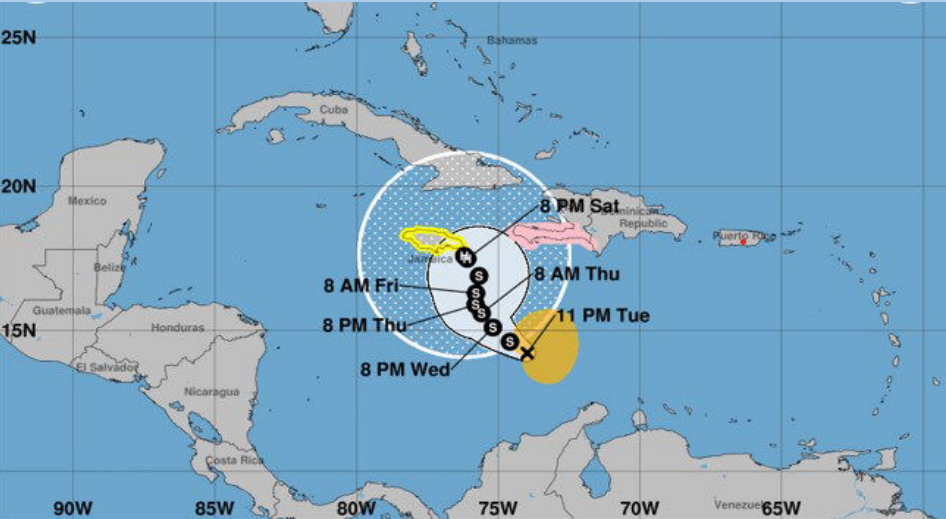 25N
Bahamas
Cuba
20N
Mexico
8 PM Sat
Dominican
Republic
Puerto Ri
Jamaica
Belize
8 AM Thu
8 AM Fri
H
S
S
S
S
S
S
Guatemala
Honduras
15N
8 PM Thu
11 PM Tue
El Salvador
8 PM Wed
Nicaragua
Costa Rica
90W
85W
80W
75W
70W
65W
Venezuel